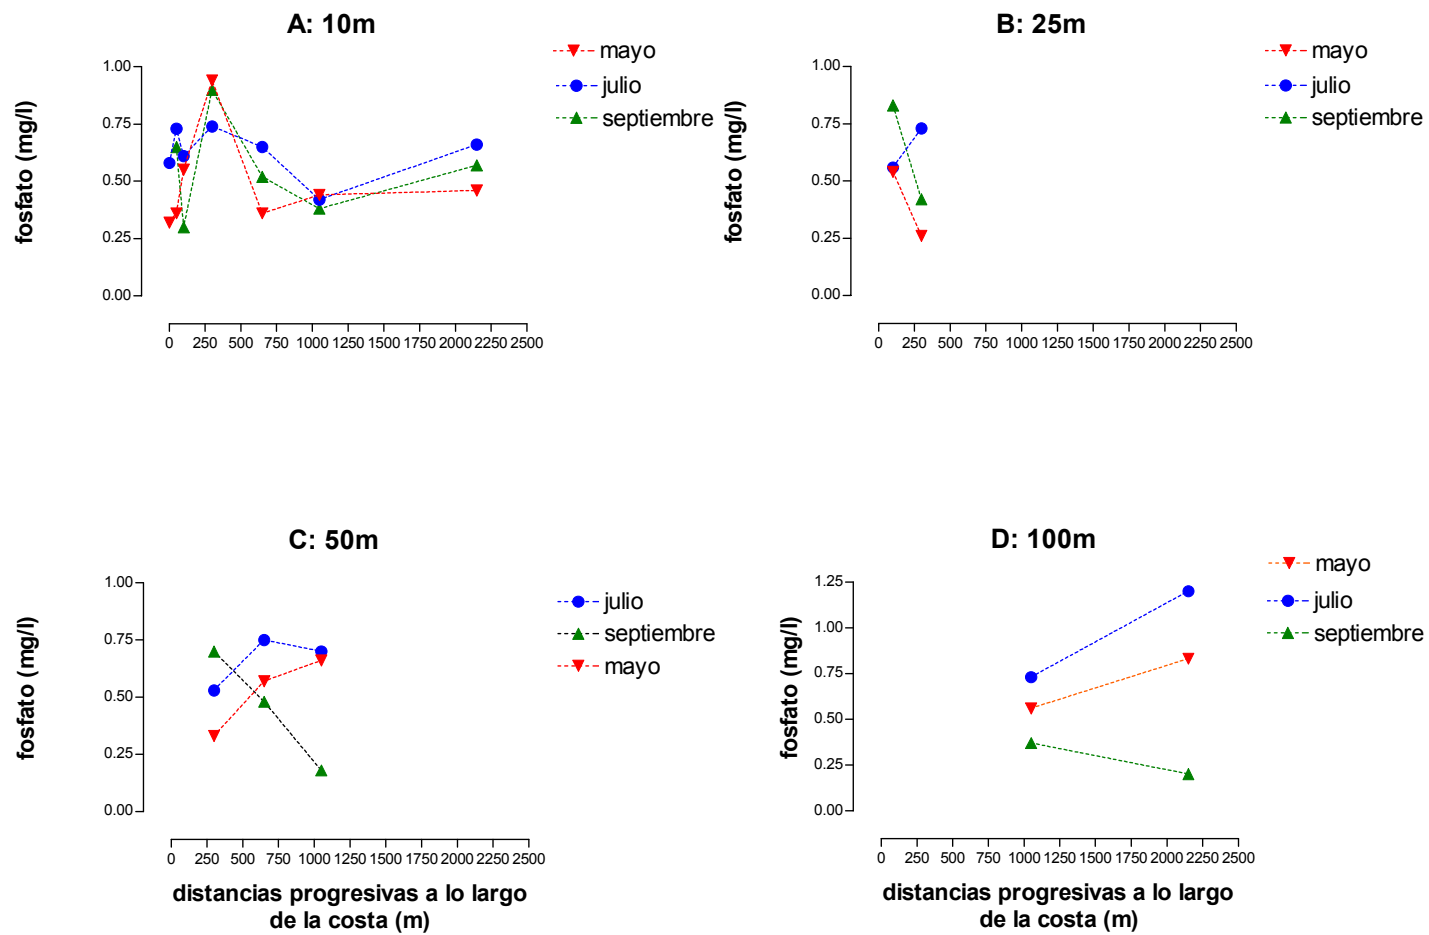 A: 10m
mayo
julio
septiembre
fosfato (mg/l)
1.00
0.75
0.50
0.25
0.00
0 250 500 750 1000 1250 1500 1750 2000 2250 2500
B: 25m
mayo
julio
septiembre
fosfato (mg/l)
1.00
0.75
0.50
0.25
0.00
0 250 500 750 1000 1250 1500 1750 2000 2250 2500
C: 50m
julio
septiembre
mayo
fosfato (mg/l)
1.00
0.75
0.50
0.25
0.00
0 250 500 750 1000 1250 1500 1750 2000 2250 2500
distancias progresivas a lo largo
de la costa (m)
D: 100m
mayo
julio
septiembre
fosfato (mg/l)
1.25
1.00
0.75
0.50
0.25
0.00
0 250 500 750 1000 1250 1500 1750 2000 2250 2500
distancias progresivas a lo largo
de la costa (m)